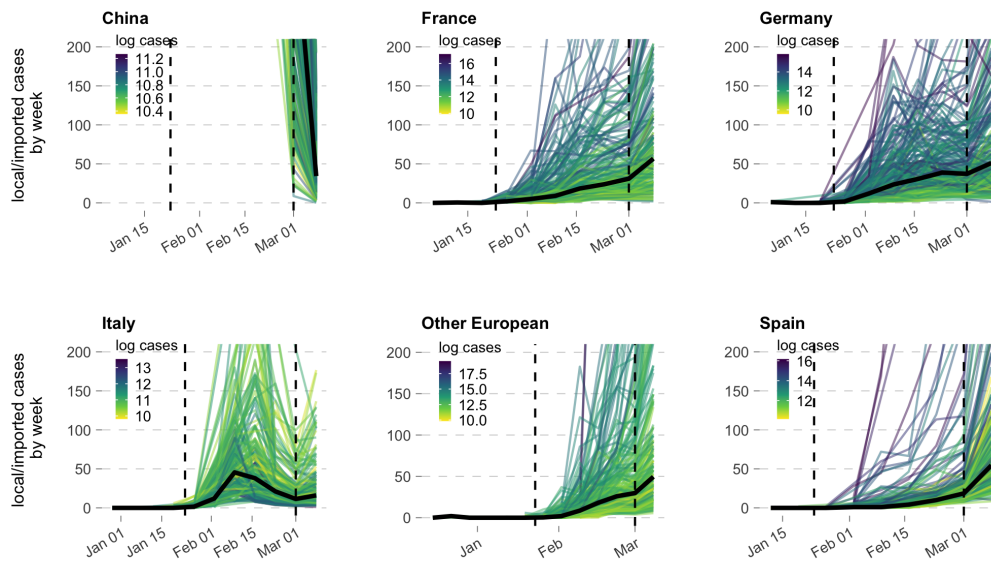 China
France
Germany
local/imported cases
by week
log cases
11.2
11.0
10.8
10.6
10.4
200
150
100
50
0
Jan 15
Feb 01
Feb 15
Mar 01
log cases
16
14
12
10
200
150
100
50
0
Jan 15
Feb 01
Feb 15
Mar 01
log cases
14
12
10
200
150
100
50
0
Jan 15
Feb 01
Feb 15
Mar 01
Italy
Other European
Spain
local/imported cases
by week
log cases
13
12
11
10
200
150
100
50
0
Jan 01
Jan 15
Feb 01
Feb 15
Mar 01
log cases
17.5
15.0
12.5
10.0
200
150
100
50
0
Jan
Feb
Mar
log cases
16
14
12
200
150
100
50
0
Jan 15
Feb 01
Feb 15
Mar 01